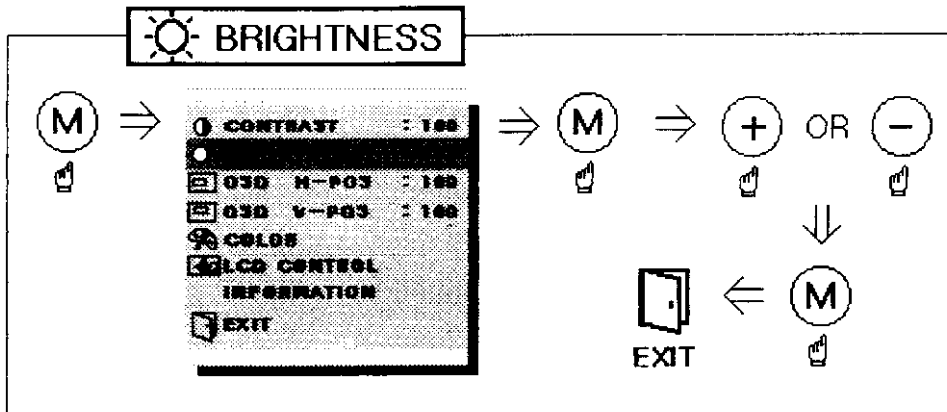 BRIGHTNESS
M
CONTRAST : 100
OSD H-POS : 100
OSD V-POS : 100
COLOR
LCD CONTROL
INFORMATION
EXIT
M
+ OR -
M
EXIT